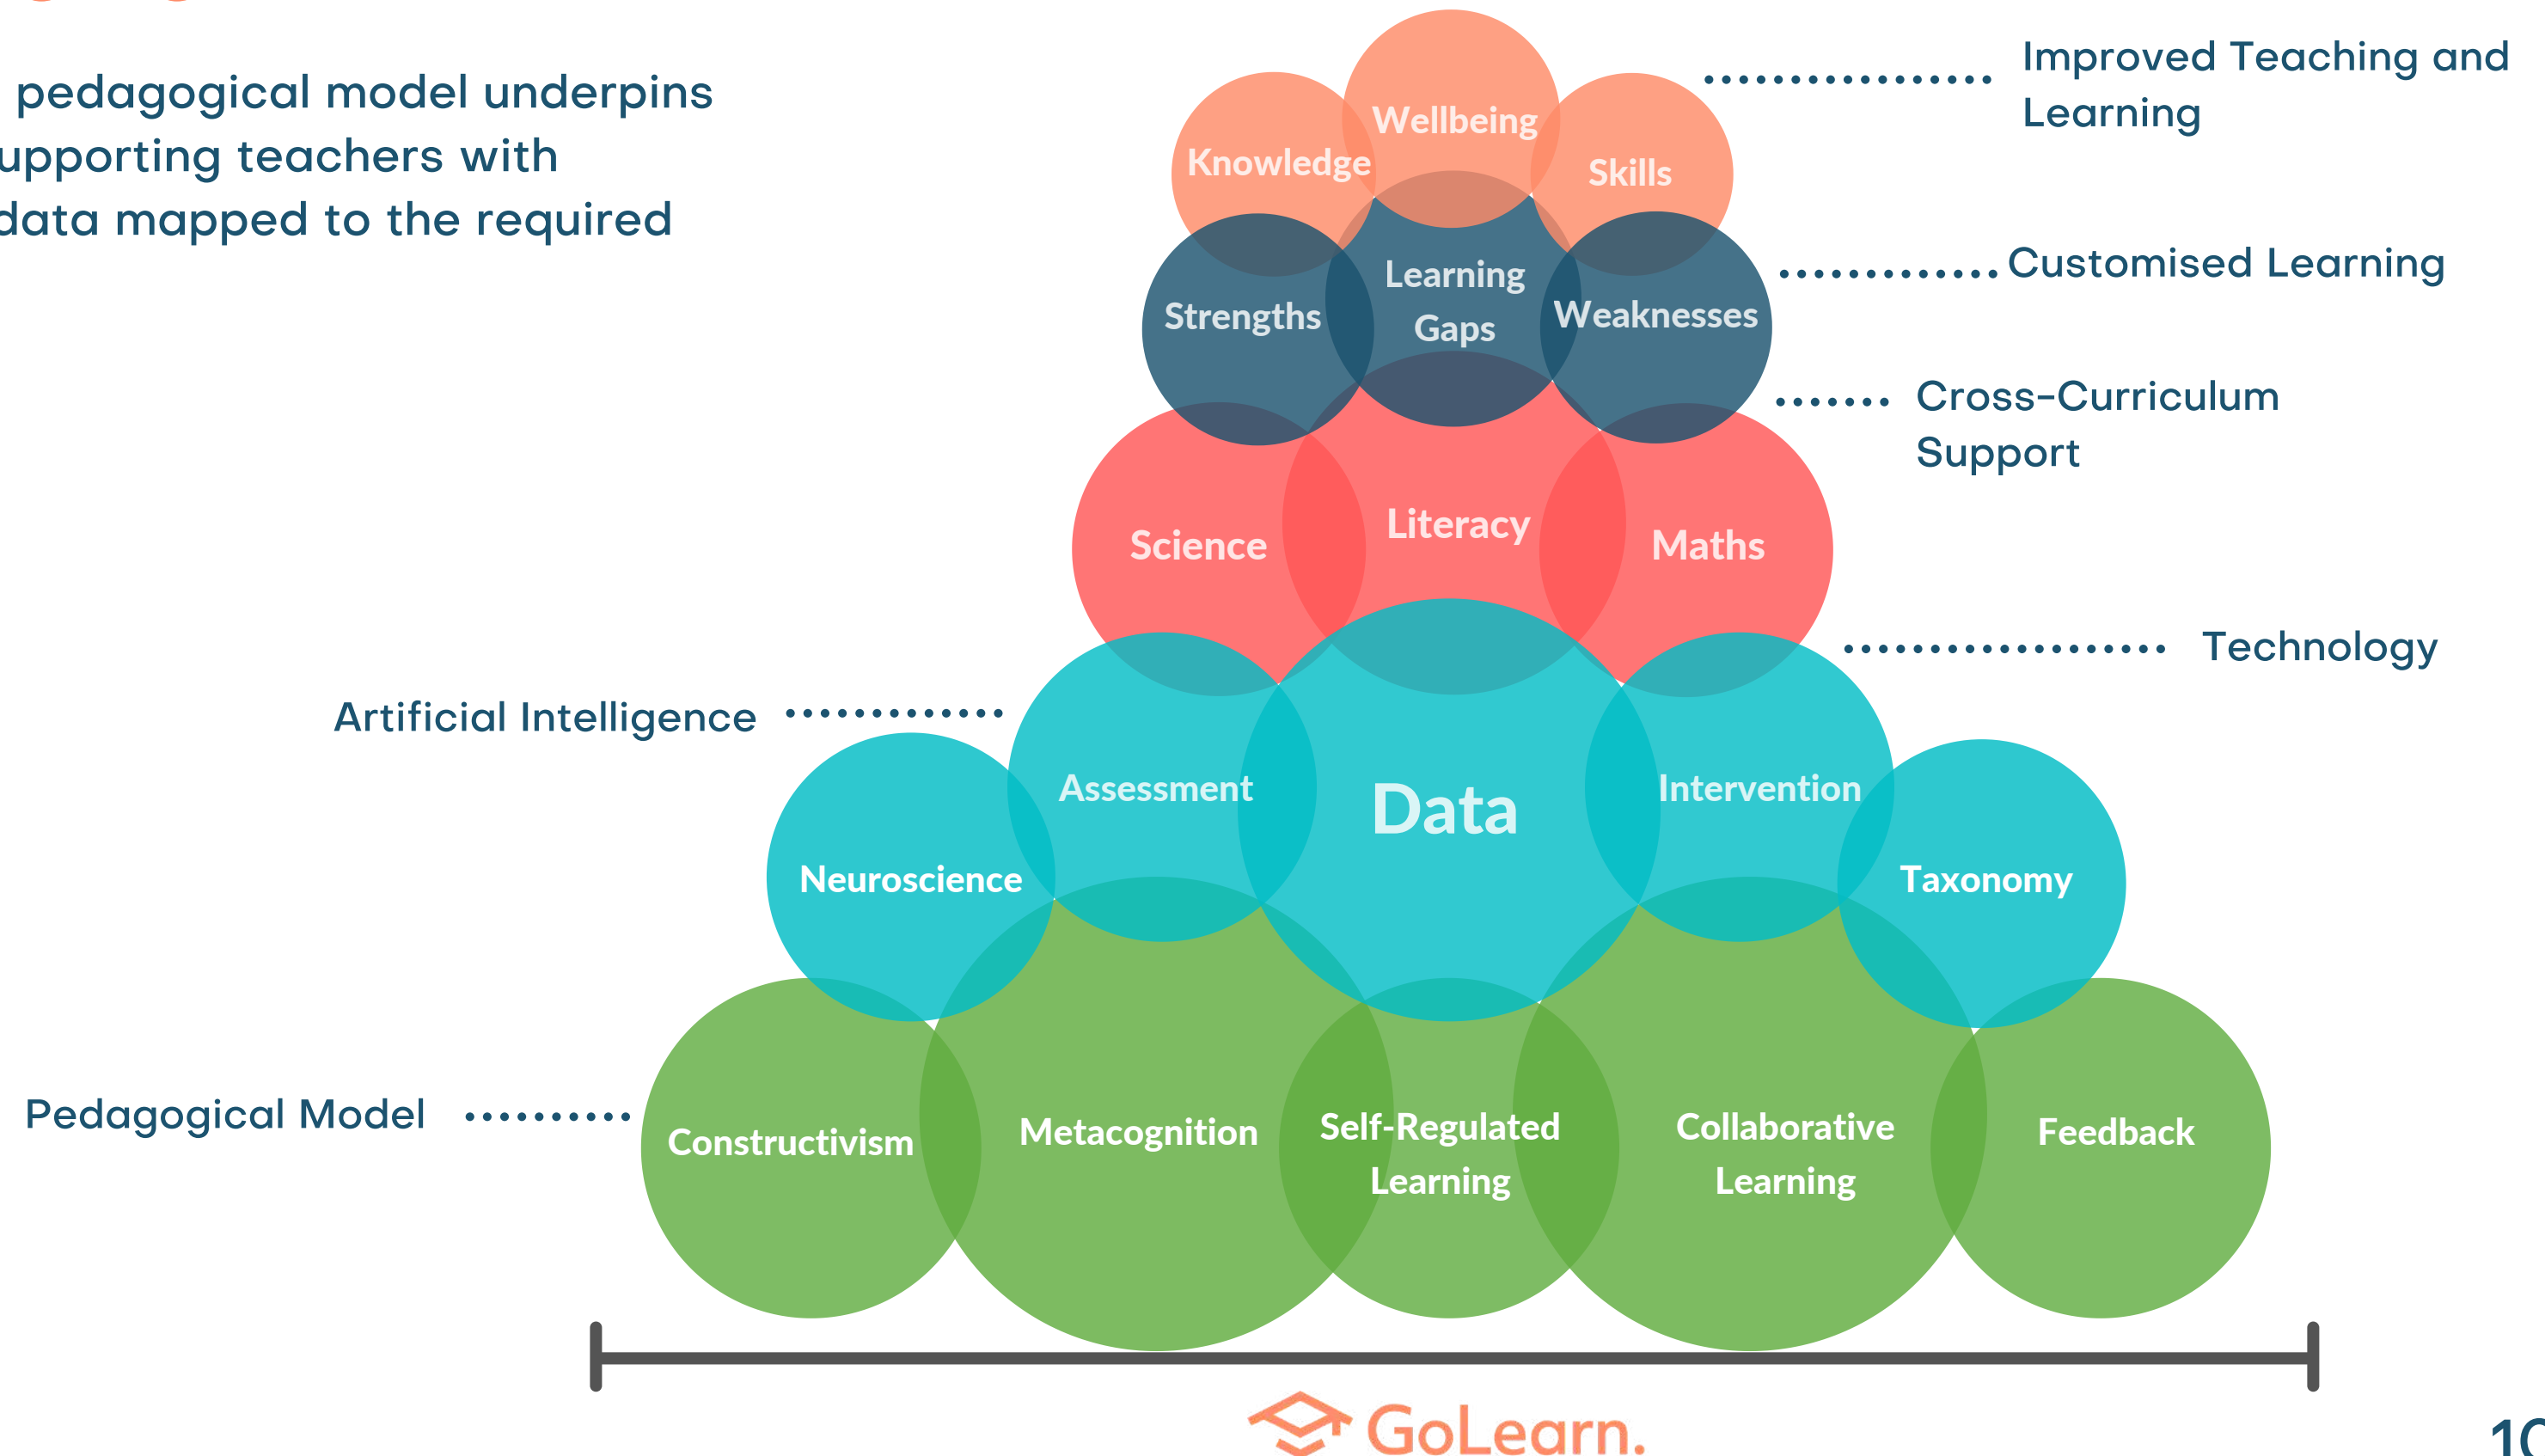 pedagogical model underpins
upporting teachers with
data mapped to the required
Improved Teaching and
Learning
Wellbeing
Knowledge
Skills
Customised Learning
Learning
Gaps
Strengths
Weaknesses
Cross-Curriculum
Support
Science
Literacy
Maths
Technology
Artificial Intelligence
Assessment
Data
Intervention
Neuroscience
Taxonomy
Pedagogical Model
Constructivism
Metacognition
Self-Regulated
Learning
Collaborative
Learning
Feedback
GoLearn.
10